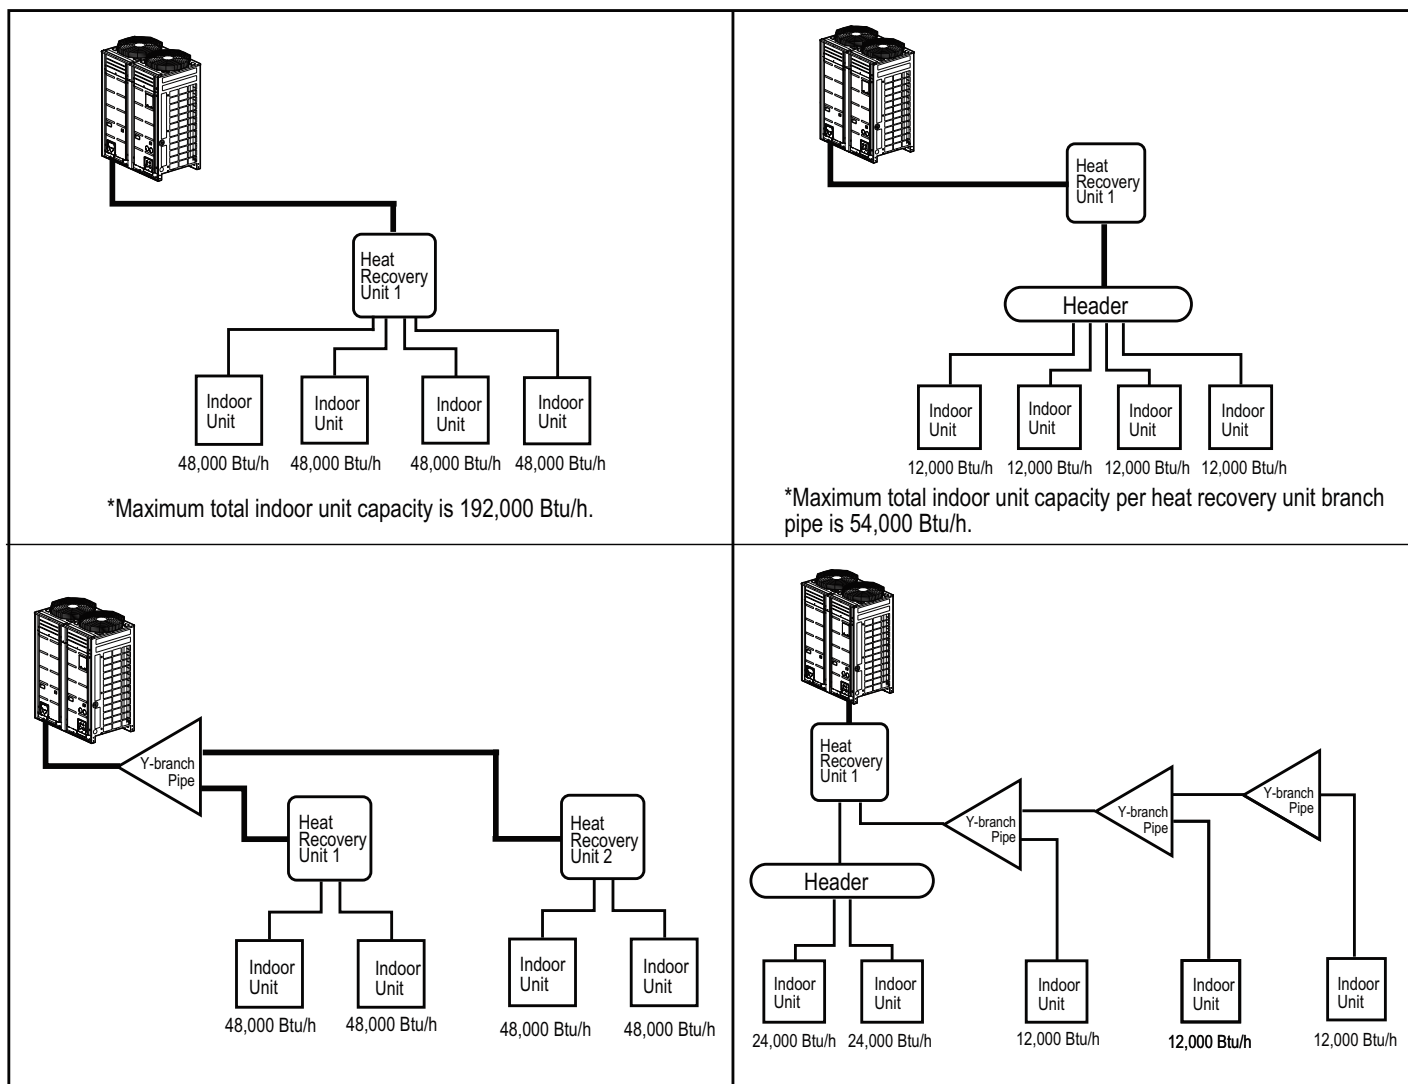 Heat
Recovery
Unit 1
Indoor
Unit
Indoor
Unit
Indoor
Unit
Indoor
Unit
48,000 Btu/h
48,000 Btu/h
48,000 Btu/h
48,000 Btu/h
*Maximum total indoor unit capacity is 192,000 Btu/h.
Heat
Recovery
Unit 1
Header
Indoor
Unit
Indoor
Unit
Indoor
Unit
Indoor
Unit
12,000 Btu/h
12,000 Btu/h
12,000 Btu/h
12,000 Btu/h
*Maximum total indoor unit capacity per heat recovery unit branch
pipe is 54,000 Btu/h.
Y-branch
Pipe
Heat
Recovery
Unit 1
Heat
Recovery
Unit 2
Indoor
Unit
Indoor
Unit
Indoor
Unit
Indoor
Unit
48,000 Btu/h
48,000 Btu/h
48,000 Btu/h
48,000 Btu/h
Heat
Recovery
Unit 1
Y-branch
Pipe
Y-branch
Pipe
Y-branch
Pipe
Header
Indoor
Unit
Indoor
Unit
Indoor
Unit
Indoor
Unit
Indoor
Unit
24,000 Btu/h
24,000 Btu/h
12,000 Btu/h
12,000 Btu/h
12,000 Btu/h